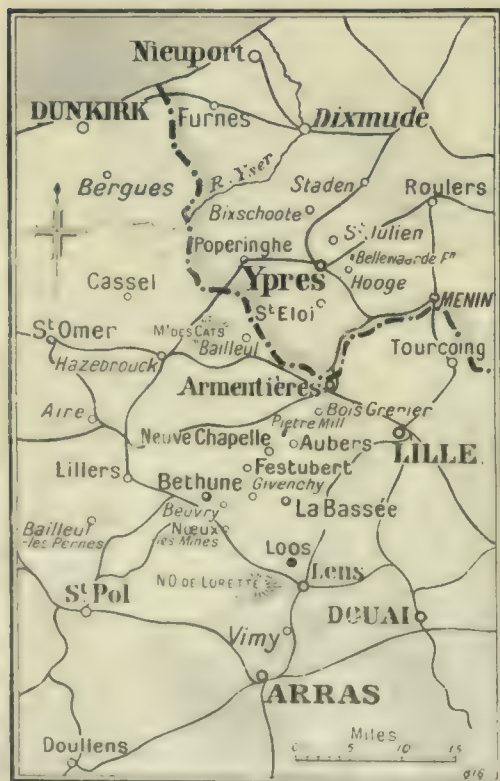 Nieuport
DUNKIRK
Furnes
Dixmude
Bergues
R. Yser
Staden
Roulers
Bixschoote
St Julien
Poperinghe
Bellewaarde Fm
Ypres
Hooge
Cassel
St Eloi
MENIN
St Omer
Mt DES CATS
Bailleul
Tourcoing
Hazebrouck
Armentières
Aire
Bois Grenier
Pietre Mill
Neuve Chapelle
Aubers
LILLE
Lillers
Festubert
Bethune
Givenchy
Beuvry
La Bassée
Bailleul
-les-Pernes
Nœux
les Mines
Loos
N.D DE LORETTE
Lens
St Pol
DOUAI
Vimy
ARRAS
Doullens
Miles
0
5
10
15